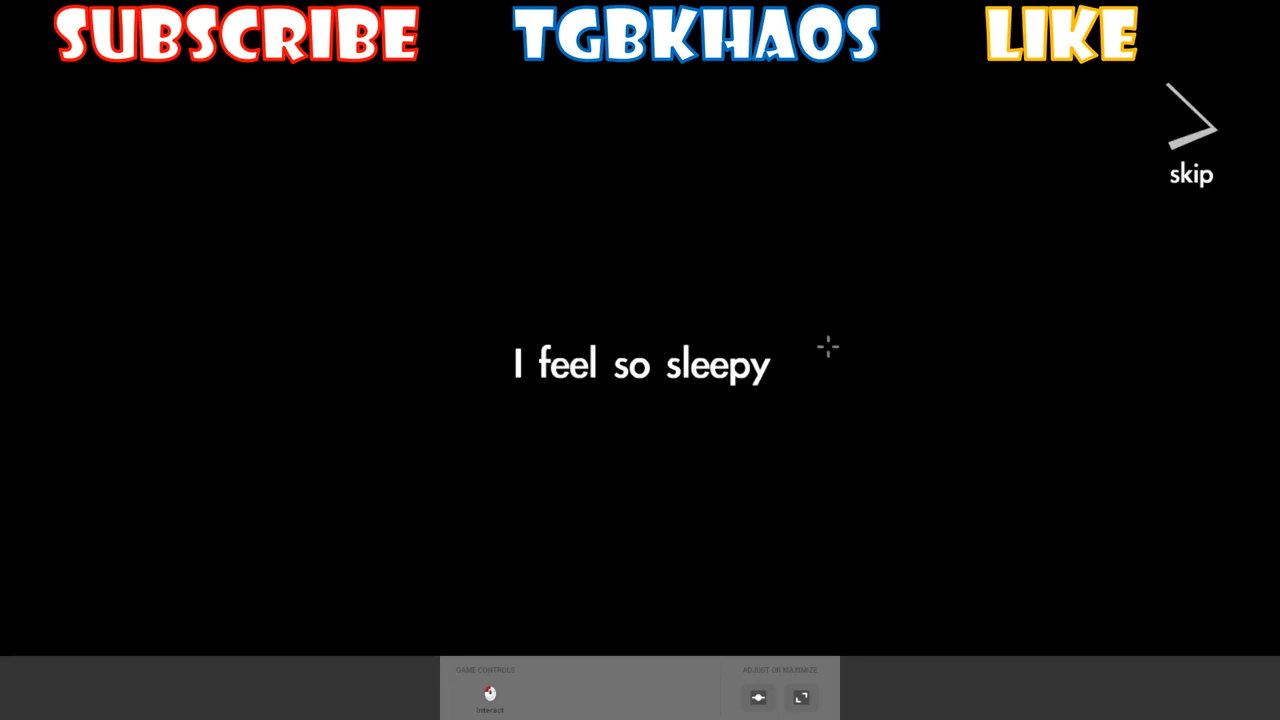 SUBSCRIBE TGBKHAOS LIKE
skip
I feel so sleepy
GAME CONTROLS ADJUST OR MAXIMIZE
Interact